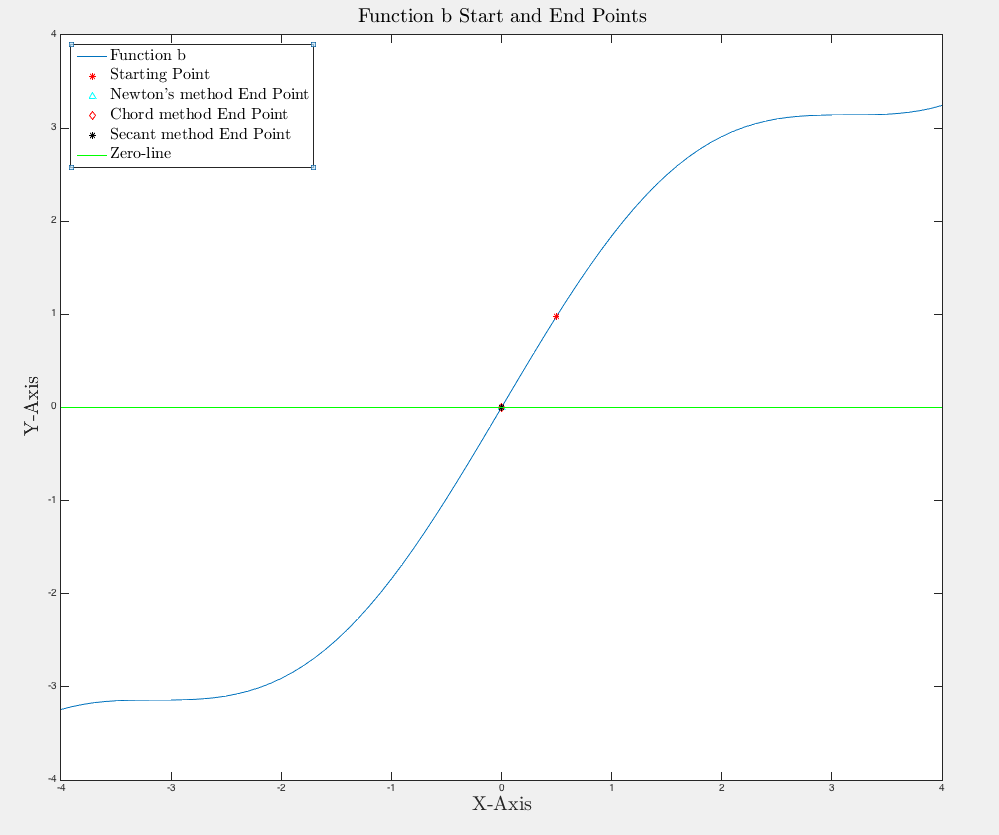 Function b Start and End Points
4
Function b
Starting Point
Newton's method End Point
Chord method End Point
Secant method End Point
Zero-line
3
2
1
0
-1
-2
-3
-4
Y-Axis
-4 -3 -2 -1 0 1 2 3 4
X-Axis